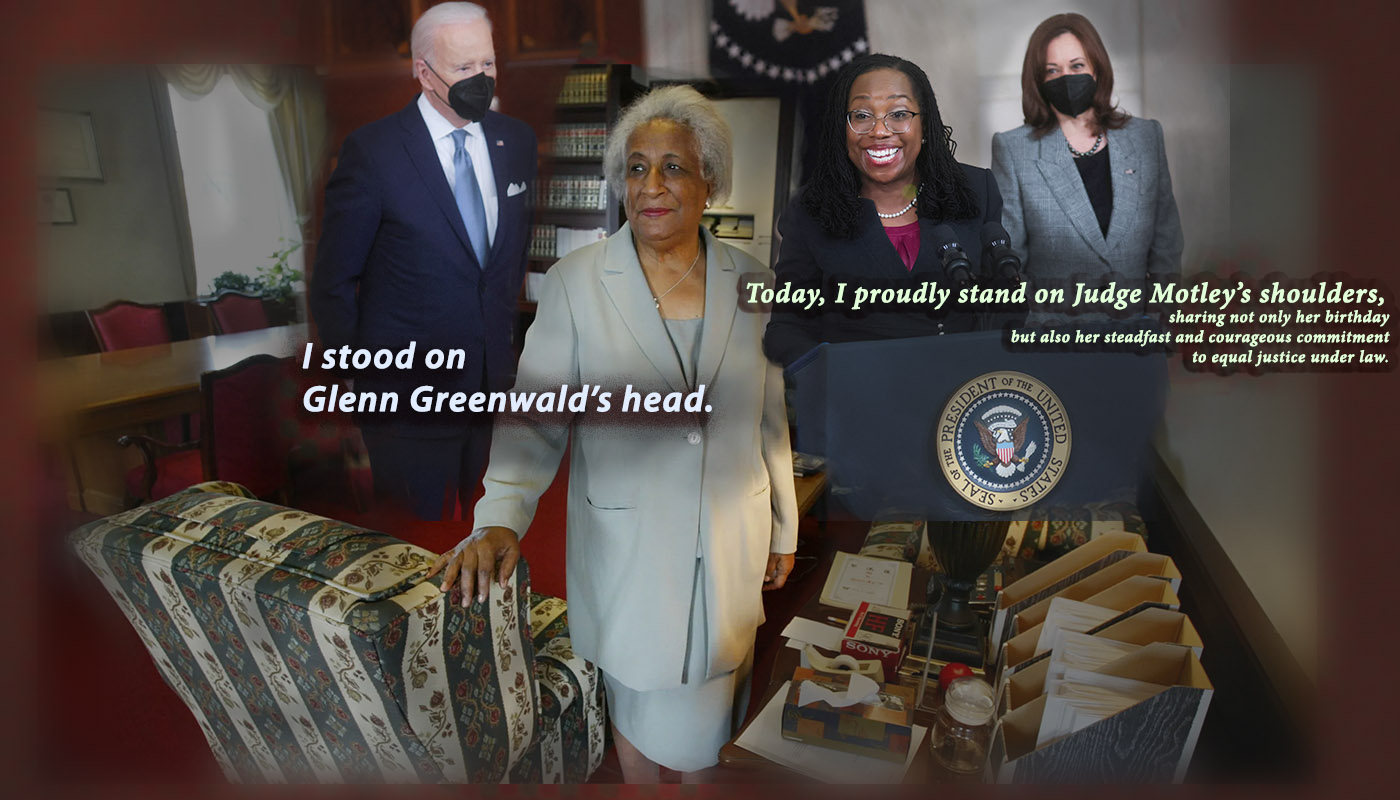 I stood on
Glenn Greenwald's head.
Today, I proudly stand on Judge Motley's shoulders,
sharing not only her birthday
but also her steadfast and courageous commitment
to equal justice under law.
SEAL OF THE PRESIDENT OF THE UNITED STATES
SONY